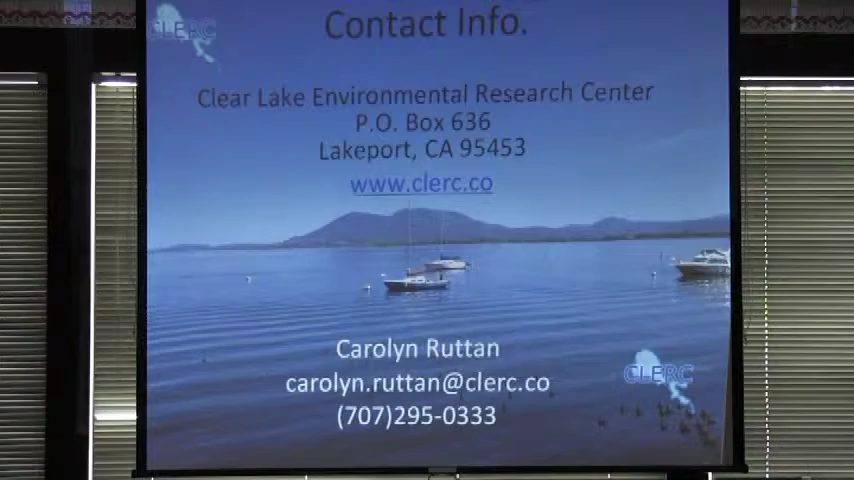 CLERC
Contact Info.
Clear Lake Environmental Research Center
P.O. Box 636
Lakeport, CA 95453
www.clerc.co
Carolyn Ruttan
carolyn.ruttan@clerc.co
(707)295-0333
CLERC